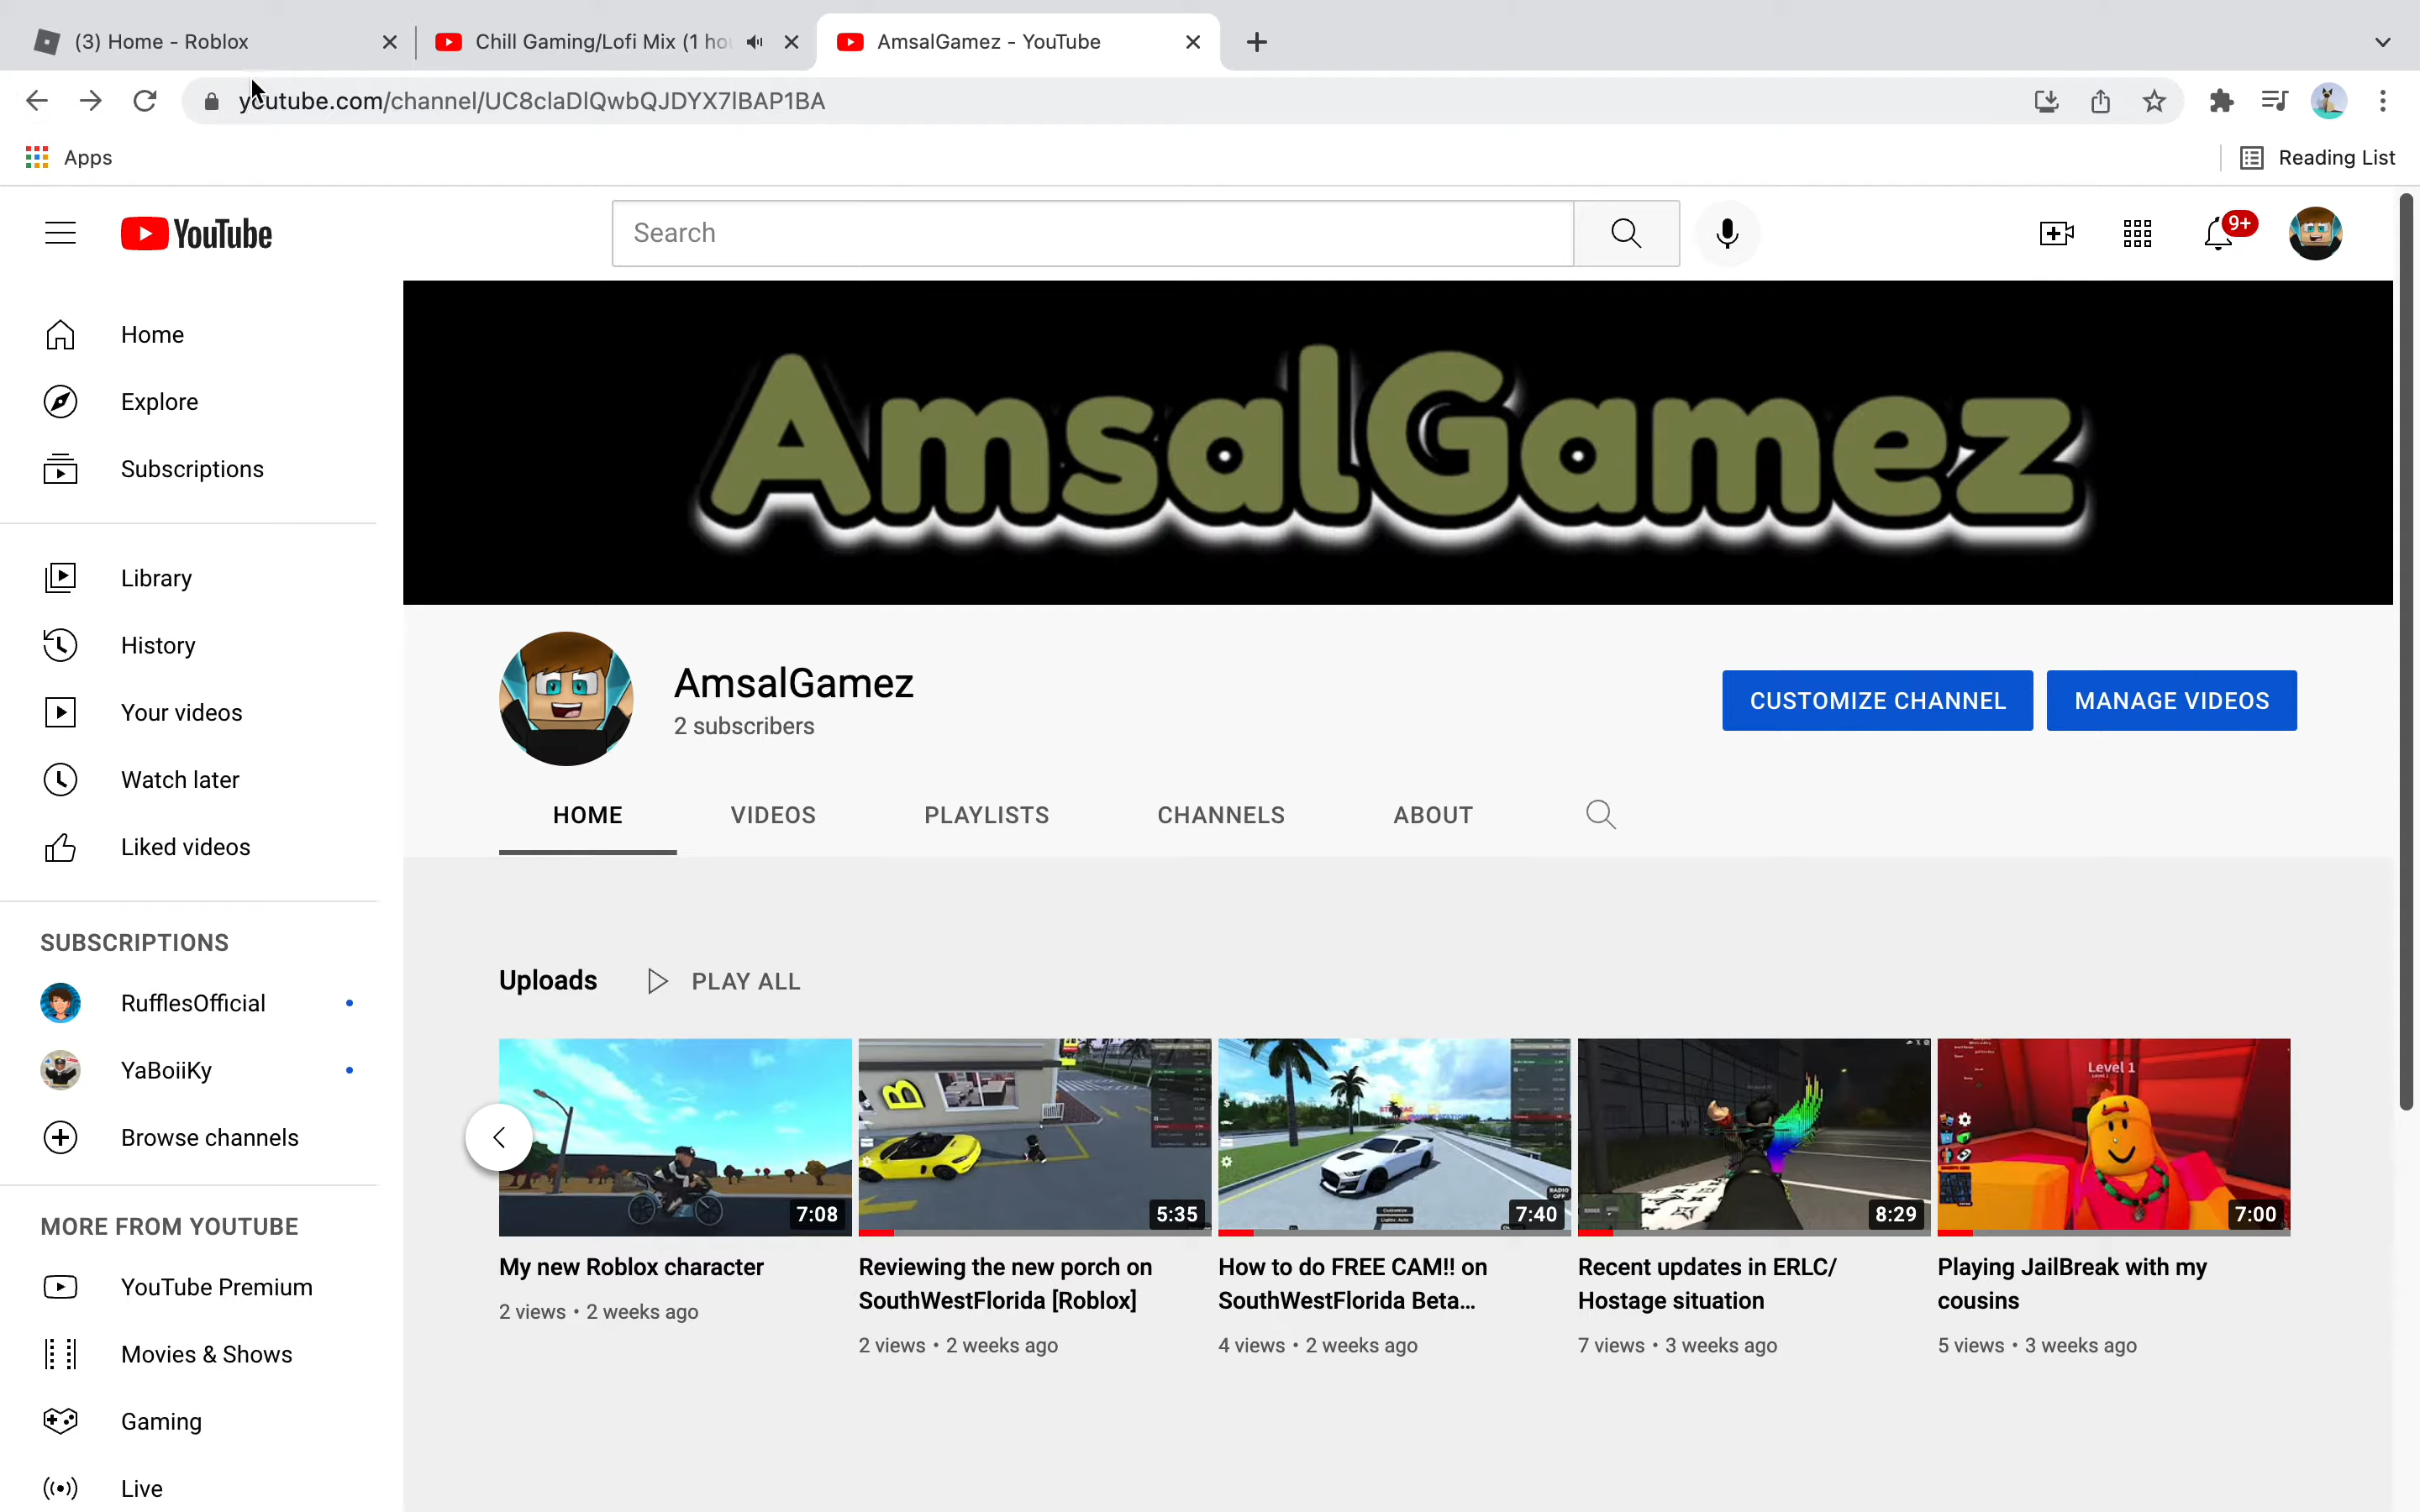 (3) Home - Roblox
Chill Gaming/Lofi Mix (1 hou
AmsalGamez - YouTube
youtube.com/channel/UC8claDlQwbQJDYX7lBAP1BA
Apps
Reading List
YouTube
Search
9+
Home
Explore
Subscriptions
Library
History
Your videos
Watch later
Liked videos
SUBSCRIPTIONS
RufflesOfficial
YaBoiiKy
Browse channels
MORE FROM YOUTUBE
YouTube Premium
Movies & Shows
Gaming
Live
AmsalGamez
AmsalGamez
2 subscribers
CUSTOMIZE CHANNEL
MANAGE VIDEOS
HOME
VIDEOS
PLAYLISTS
CHANNELS
ABOUT
Uploads
PLAY ALL
7:08
My new Roblox character
2 views • 2 weeks ago
B
5:35
Reviewing the new porch on
SouthWestFlorida [Roblox]
2 views • 2 weeks ago
7:40
How to do FREE CAM!! on
SouthWestFlorida Beta...
4 views • 2 weeks ago
8:29
Recent updates in ERLC/
Hostage situation
7 views • 3 weeks ago
Level 1
7:00
Playing JailBreak with my
cousins
5 views • 3 weeks ago